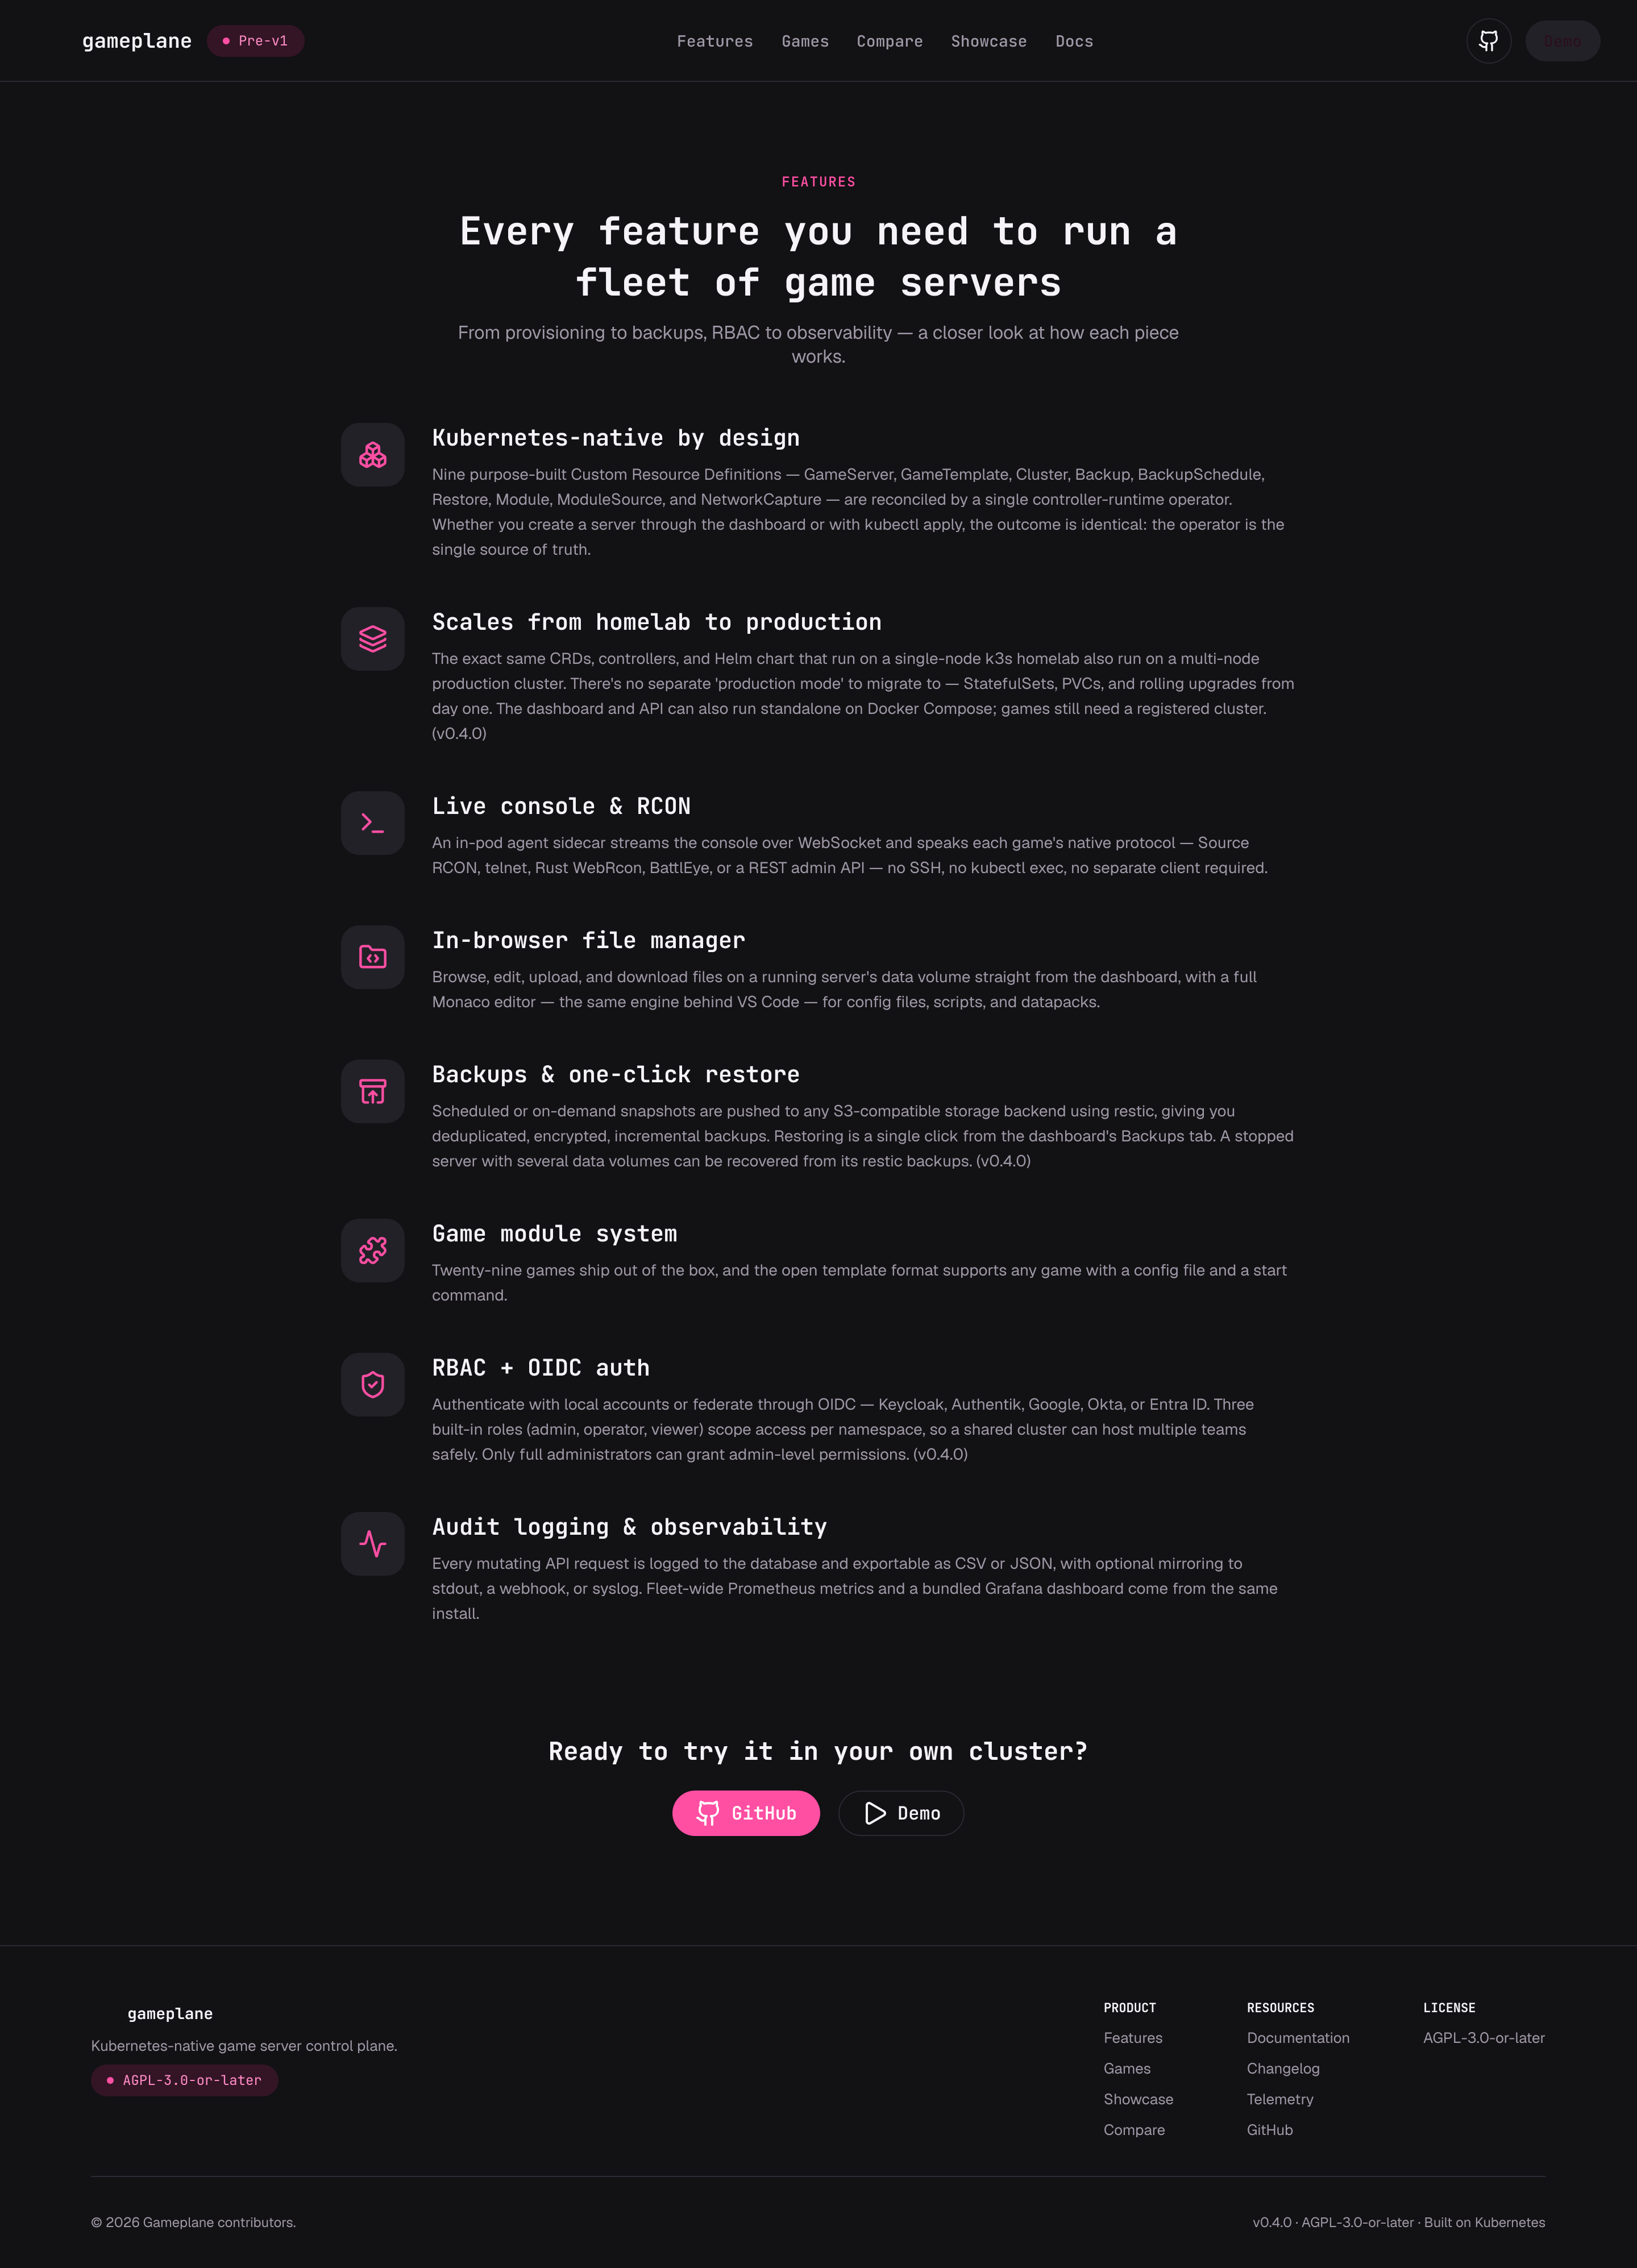 gameplane
Pre-v1
Features
Games
Compare
Showcase
Docs
Demo
FEATURES
Every feature you need to run a
fleet of game servers
From provisioning to backups, RBAC to observability — a closer look at how each piece
works.
Kubernetes-native by design
Nine purpose-built Custom Resource Definitions — GameServer, GameTemplate, Cluster, Backup, BackupSchedule,
Restore, Module, ModuleSource, and NetworkCapture — are reconciled by a single controller-runtime operator.
Whether you create a server through the dashboard or with kubectl apply, the outcome is identical: the operator is the
single source of truth.
Scales from homelab to production
The exact same CRDs, controllers, and Helm chart that run on a single-node k3s homelab also run on a multi-node
production cluster. There's no separate 'production mode' to migrate to — StatefulSets, PVCs, and rolling upgrades from
day one. The dashboard and API can also run standalone on Docker Compose; games still need a registered cluster.
(v0.4.0)
Live console & RCON
An in-pod agent sidecar streams the console over WebSocket and speaks each game's native protocol — Source
RCON, telnet, Rust WebRcon, BattlEye, or a REST admin API — no SSH, no kubectl exec, no separate client required.
In-browser file manager
Browse, edit, upload, and download files on a running server's data volume straight from the dashboard, with a full
Monaco editor — the same engine behind VS Code — for config files, scripts, and datapacks.
Backups & one-click restore
Scheduled or on-demand snapshots are pushed to any S3-compatible storage backend using restic, giving you
deduplicated, encrypted, incremental backups. Restoring is a single click from the dashboard's Backups tab. A stopped
server with several data volumes can be recovered from its restic backups. (v0.4.0)
Game module system
Twenty-nine games ship out of the box, and the open template format supports any game with a config file and a start
command.
RBAC + OIDC auth
Authenticate with local accounts or federate through OIDC — Keycloak, Authentik, Google, Okta, or Entra ID. Three
built-in roles (admin, operator, viewer) scope access per namespace, so a shared cluster can host multiple teams
safely. Only full administrators can grant admin-level permissions. (v0.4.0)
Audit logging & observability
Every mutating API request is logged to the database and exportable as CSV or JSON, with optional mirroring to
stdout, a webhook, or syslog. Fleet-wide Prometheus metrics and a bundled Grafana dashboard come from the same
install.
Ready to try it in your own cluster?
GitHub
Demo
gameplane
Kubernetes-native game server control plane.
AGPL-3.0-or-later
PRODUCT
Features
Games
Showcase
Compare
RESOURCES
Documentation
Changelog
Telemetry
GitHub
LICENSE
AGPL-3.0-or-later
© 2026 Gameplane contributors.
v0.4.0 · AGPL-3.0-or-later · Built on Kubernetes